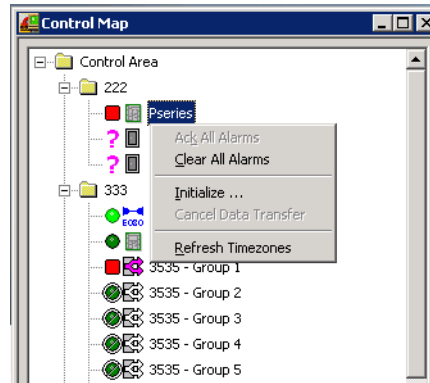 Control Map
Control Area
222
Pseries
Ack All Alarms
Clear All Alarms
Initialize ...
Cancel Data Transfer
Refresh Timezones
333
ECHO
3535 - Group 1
3535 - Group 2
3535 - Group 3
3535 - Group 4
3535 - Group 5